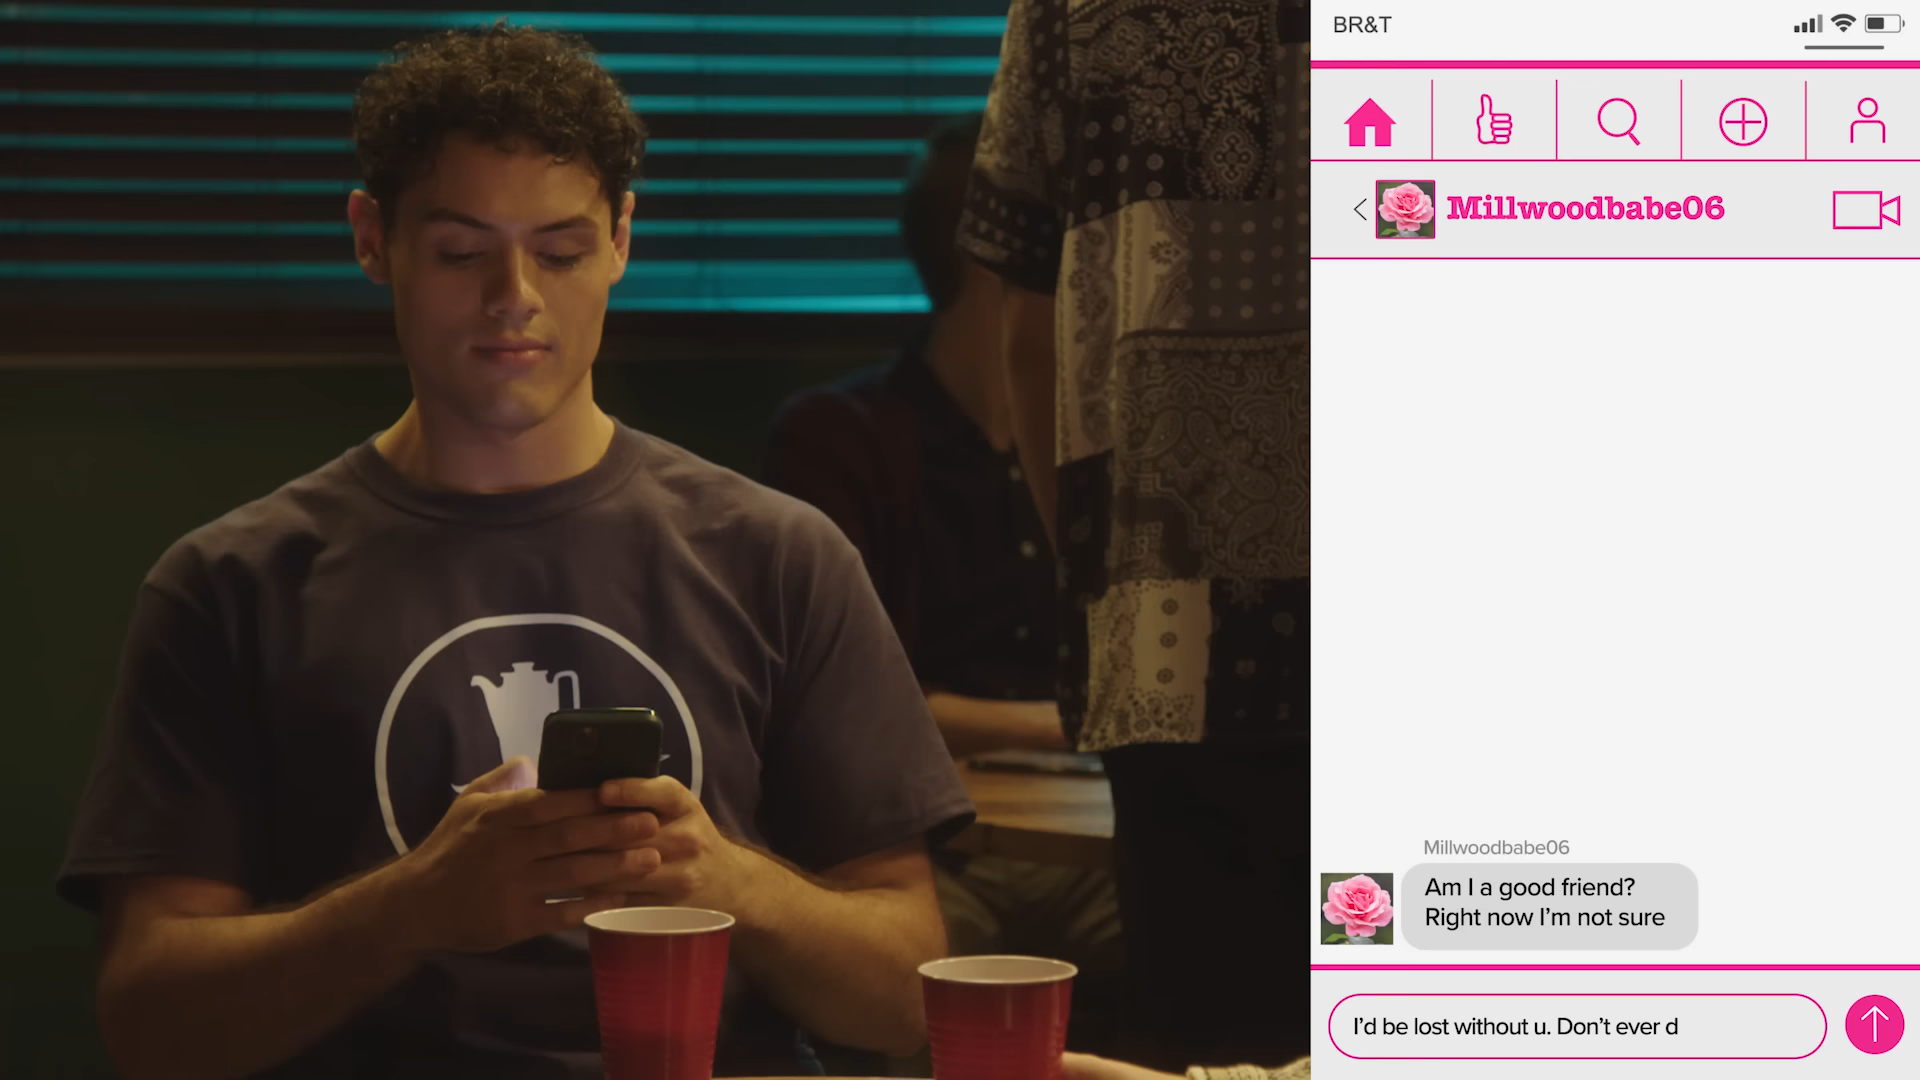 BR&T
Millwoodbabe06
Millwoodbabe06
Am I a good friend?
Right now I'm not sure
I'd be lost without u. Don't ever d